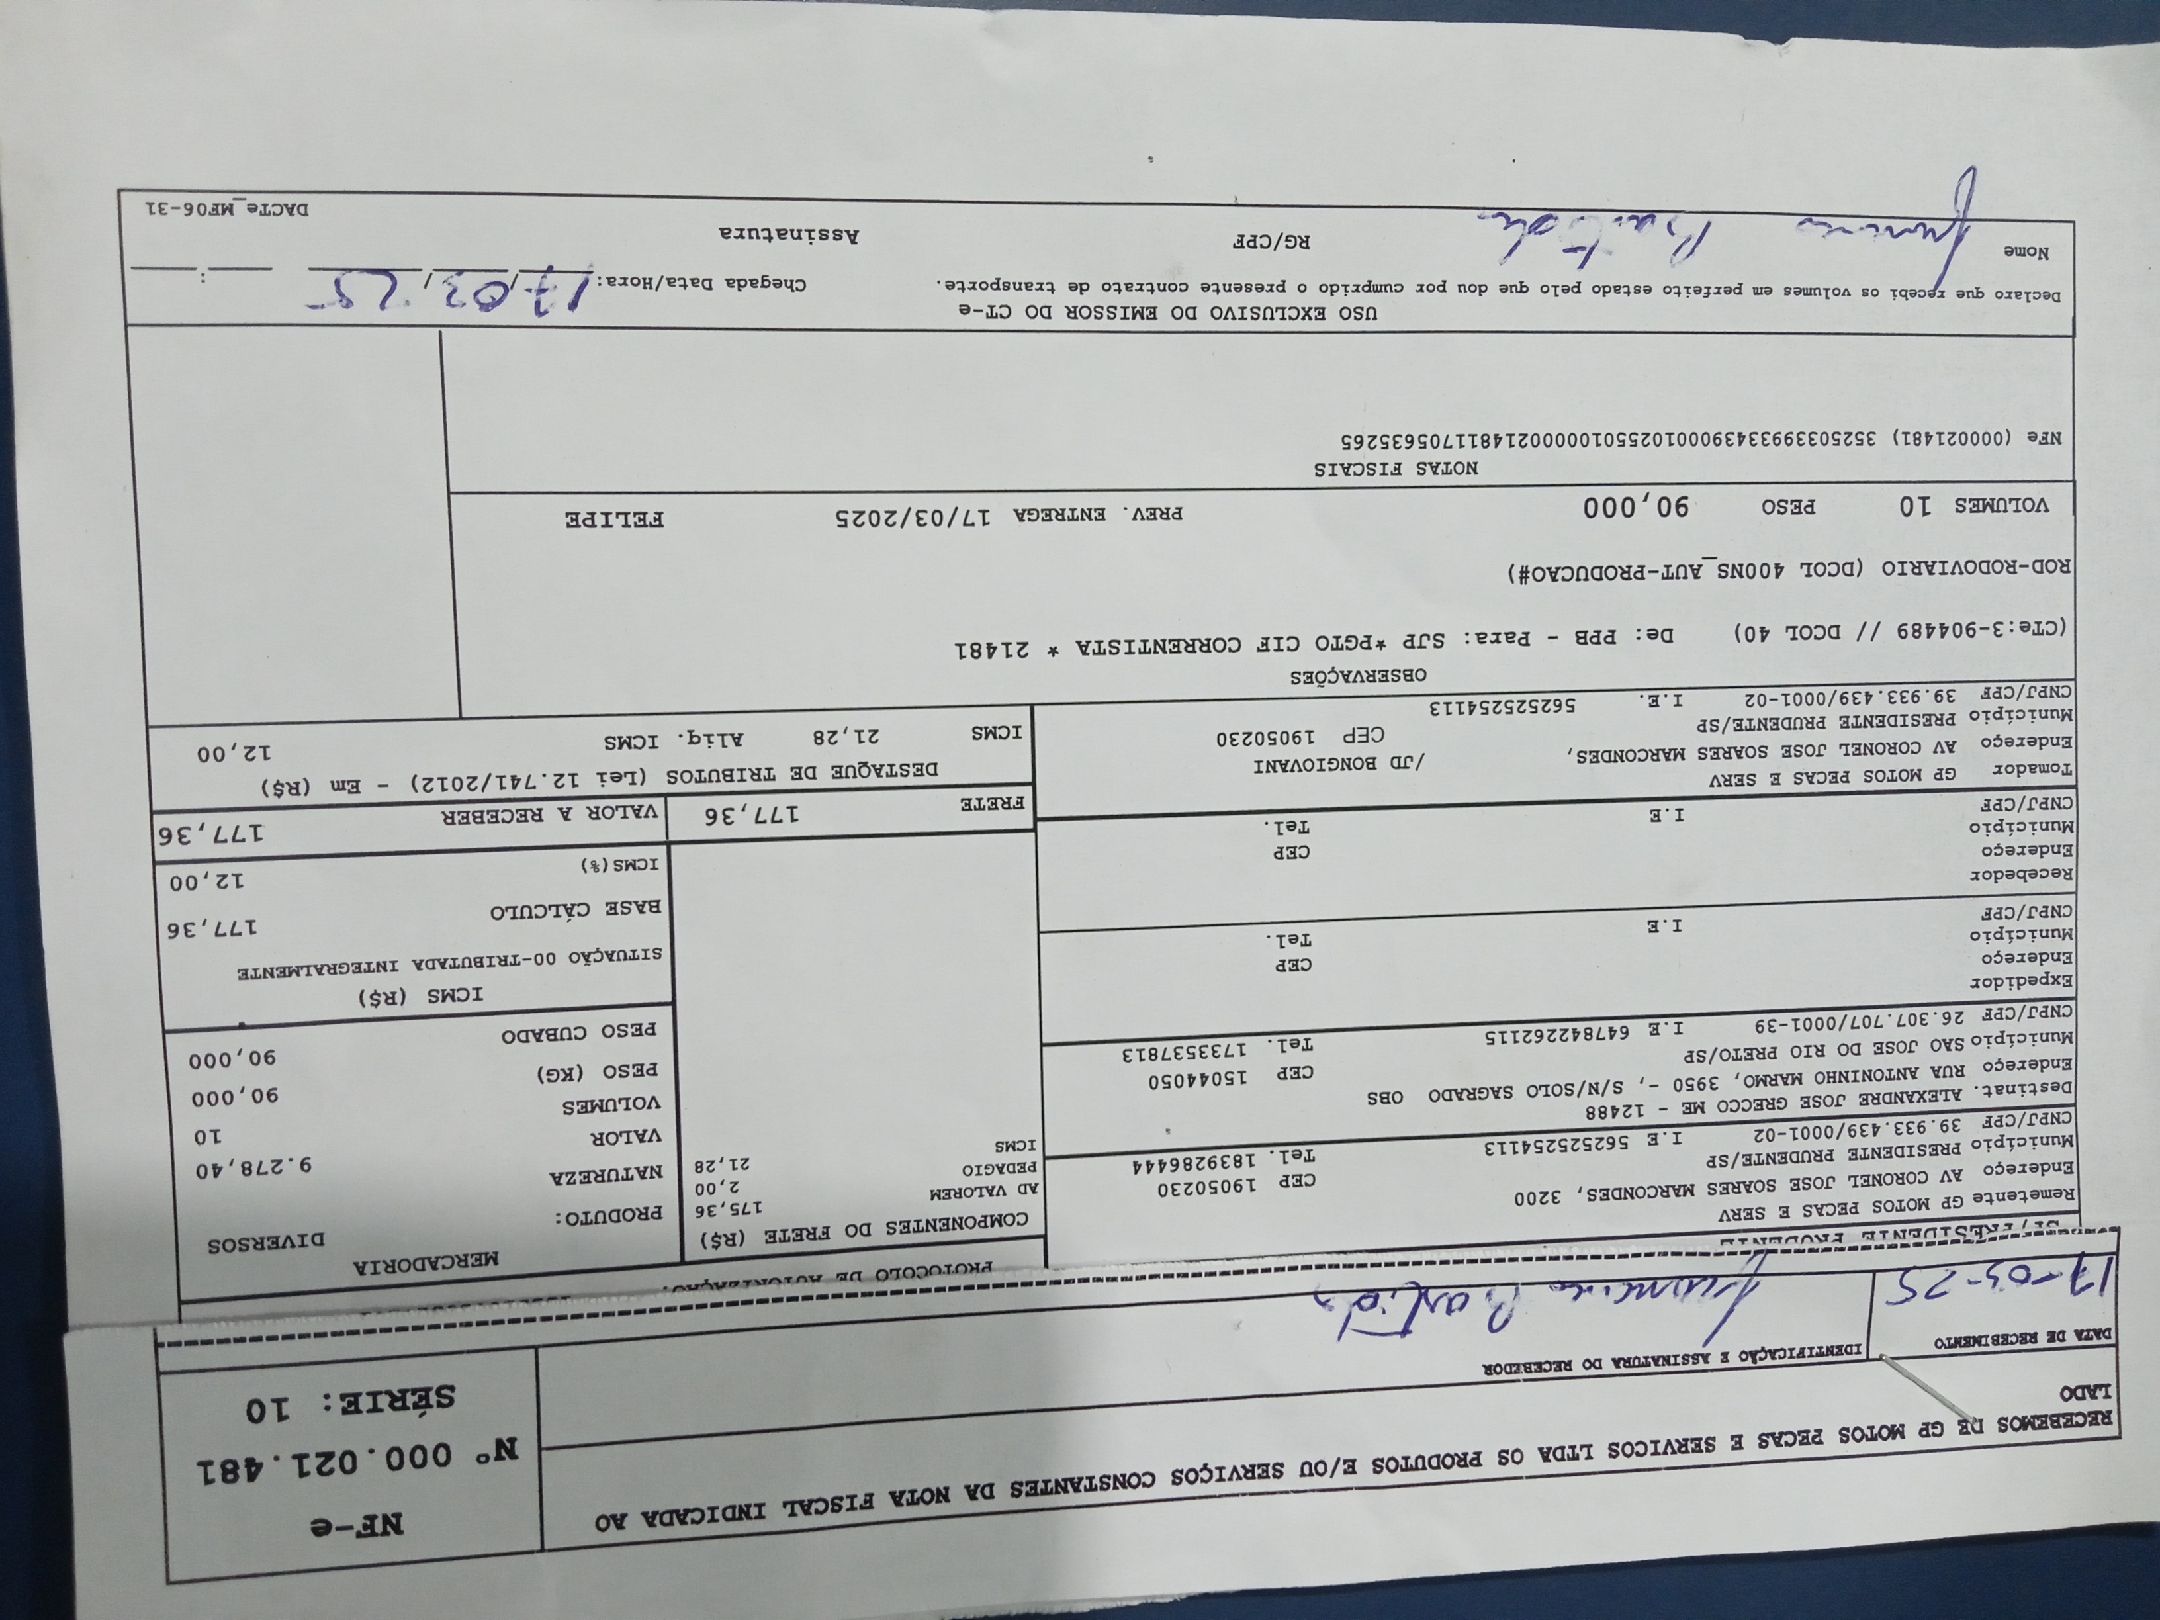 RECEBEMOS DE GP MOTOS PECAS E SERVICOS LTDA OS PRODUTOS E/OU SERVIÇOS CONSTANTES DA NOTA FISCAL INDICADA AO
LADO
NF-e
Nº 000.021.481
SÉRIE: 10
DATA DE RECEBIMENTO
17-03-25
IDENTIFICAÇÃO E ASSINATURA DO RECEBEDOR
PROTOCOLO DE AUTORIZAÇÃO:
SP/PRESIDENTE PRUDENTE
Remetente GP MOTOS PECAS E SERV
Endereço AV CORONEL JOSE SOARES MARCONDES, 3200 CEP 19050230
Município PRESIDENTE PRUDENTE/SP Tel. 1839286444
CNPJ/CPF 39.933.439/0001-02 I.E 562525254113
Destinat. ALEXANDRE JOSE GRECCO ME - 12488
Endereço RUA ANTONINHO MARMO, 3950 -, S/N/SOLO SAGRADO OBS CEP 15044050
Município SAO JOSE DO RIO PRETO/SP Tel. 1733537813
CNPJ/CPF 26.307.707/0001-39 I.E 647842262115
Expedidor
Endereço CEP
Município Tel.
CNPJ/CPF I.E
Recebedor
Endereço CEP
Município Tel.
CNPJ/CPF I.E
Tomador GP MOTOS PECAS E SERV
Endereço AV CORONEL JOSE SOARES MARCONDES, /JD BONGIOVANI
Município PRESIDENTE PRUDENTE/SP CEP 19050230
CNPJ/CPF 39.933.439/0001-02 I.E. 562525254113
COMPONENTES DO FRETE (R$)
AD VALOREM 175,36
PEDAGIO 2,00
ICMS 21,28
FRETE 177,36
MERCADORIA
PRODUTO: DIVERSOS
NATUREZA
VALOR 9.278,40
VOLUMES 10
PESO (KG) 90,000
PESO CUBADO 90,000
ICMS (R$)
SITUAÇÃO 00-TRIBUTADA INTEGRALMENTE
BASE CÁLCULO 177,36
ICMS(%) 12,00
VALOR A RECEBER 177,36
DESTAQUE DE TRIBUTOS (Lei 12.741/2012) - Em (R$)
ICMS 21,28 Aliq. ICMS 12,00
OBSERVAÇÕES
(CTe:3-904489 // DCOL 40) De: PPB - Para: SJP *PGTO CIF CORRENTISTA * 21481
ROD-RODOVIARIO (DCOL 400NS_AUT-PRODUCAO#)
VOLUMES 10 PESO 90,000 PREV. ENTREGA 17/03/2025 FELIPE
NOTAS FISCAIS
NFe (000021481) 35250339933439000102550100000214811705635265
USO EXCLUSIVO DO EMISSOR DO CT-e
Declaro que recebi os volumes em perfeito estado pelo que dou por cumprido o presente contrato de transporte. Chegada Data/Hora: 17/03/25 :
Nome RG/CPF Assinatura
DACTe_MF06-31